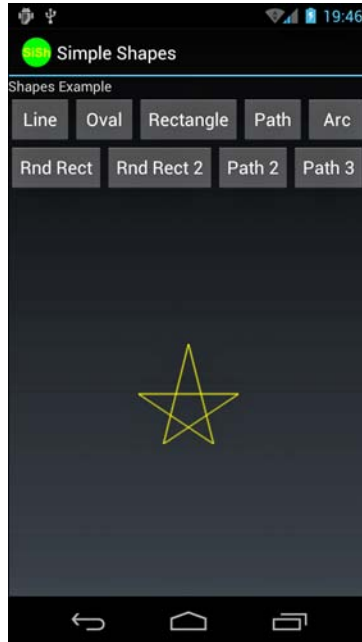 19:46
SiSh Simple Shapes
Shapes Example
Line Oval Rectangle Path Arc
Rnd Rect Rnd Rect 2 Path 2 Path 3